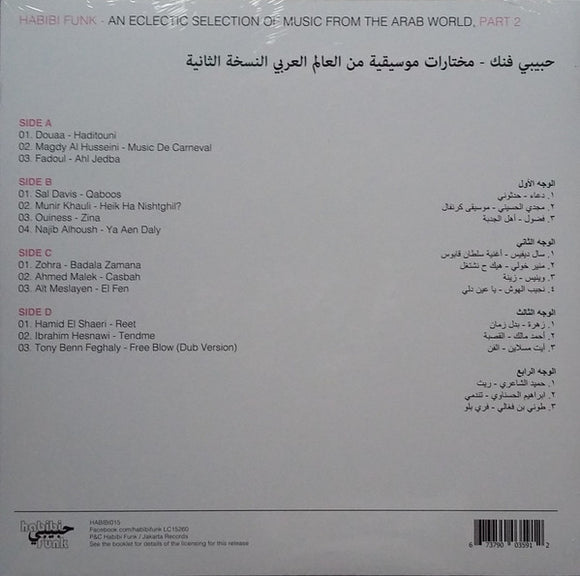 HABIBI FUNK - AN ECLECTIC SELECTION OF MUSIC FROM THE ARAB WORLD, PART 2
حبيبي فنك - مختارات موسيقية من العالم العربي النسخة الثانية
SIDE A
01. Douaa - Haditouni
02. Magdy Al Husseini - Music De Carneval
03. Fadoul - Ahl Jedba
SIDE B
01. Sal Davis - Qaboos
02. Munir Khauli - Heik Ha Nishtghil?
03. Ouiness - Zina
04. Najib Alhoush - Ya Aen Daly
SIDE C
01. Zohra - Badala Zamana
02. Ahmed Malek - Casbah
03. Aït Meslayen - El Fen
SIDE D
01. Hamid El Shaeri - Reet
02. Ibrahim Hesnawi - Tendme
03. Tony Benn Feghaly - Free Blow (Dub Version)
الوجه الأول
١. دعاء - حدثوني
٢. مجدي الحسيني - موسيقى كرنفال
٣. فضول - أهل الجدبة
الوجه الثاني
١. سال ديفيس - أغنية سلطان قابوس
٢. منير خولي - هيك ح نشتغل
٣. وينيس - زينة
٤. نجيب الهوش - يا عين دلي
الوجه الثالث
١. زهرة - بدل زمان
٢. أحمد مالك - القصبة
٣. آيت مسلاين - الفن
الوجه الرابع
١. حميد الشاعري - ريت
٢. ابراهيم الحسناوي - تندمي
٣. طوني بن فغالي - فري بلو
habibi
حبيبي
funk
HABIBI015
Facebook.com/habibifunk LC15260
P&C Habibi Funk / Jakarta Records
See the booklet for details of the licensing for this release
6 73790 03591 2